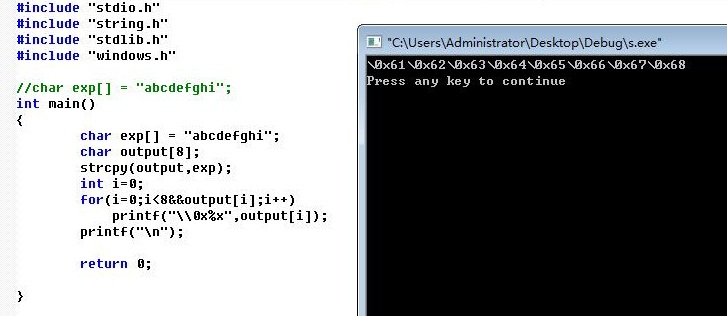 #include "stdio.h"
#include "string.h"
#include "stdlib.h"
#include "windows.h"
//char exp[] = "abcdefghi";
int main()
{
char exp[] = "abcdefghi";
char output[8];
strcpy(output,exp);
int i=0;
for(i=0;i<8&&output[i];i++)
printf("\\0x%x",output[i]);
printf("\n");
return 0;
}
"C:\Users\Administrator\Desktop\Debug\s.exe"
\0x61\0x62\0x63\0x64\0x65\0x66\0x67\0x68
Press any key to continue